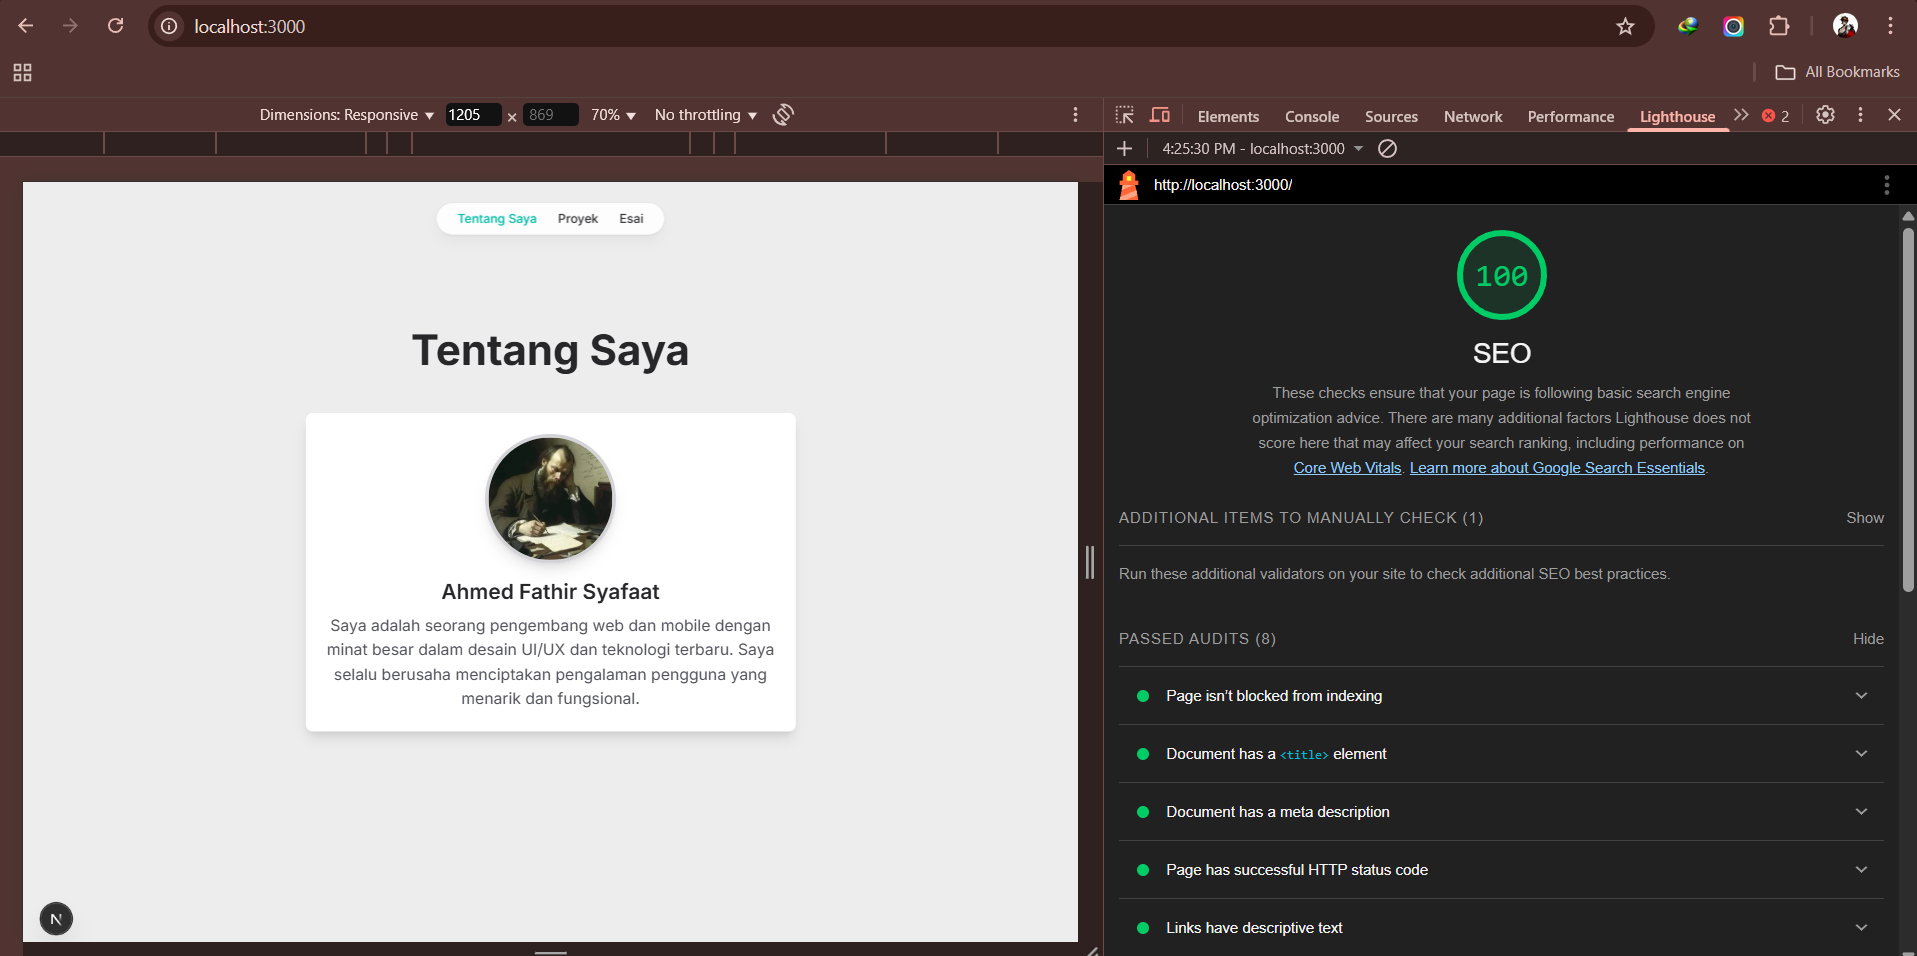 localhost:3000
All Bookmarks
Dimensions: Responsive 1205 × 869 70% No throttling
Elements Console Sources Network Performance Lighthouse 2
4:25:30 PM - localhost:3000
http://localhost:3000/
Tentang Saya Proyek Esai
Tentang Saya
Ahmed Fathir Syafaat
Saya adalah seorang pengembang web dan mobile dengan
minat besar dalam desain UI/UX dan teknologi terbaru. Saya
selalu berusaha menciptakan pengalaman pengguna yang
menarik dan fungsional.
N
100
SEO
These checks ensure that your page is following basic search engine
optimization advice. There are many additional factors Lighthouse does not
score here that may affect your search ranking, including performance on
Core Web Vitals. Learn more about Google Search Essentials.
ADDITIONAL ITEMS TO MANUALLY CHECK (1) Show
Run these additional validators on your site to check additional SEO best practices.
PASSED AUDITS (8) Hide
Page isn’t blocked from indexing
Document has a <title> element
Document has a meta description
Page has successful HTTP status code
Links have descriptive text